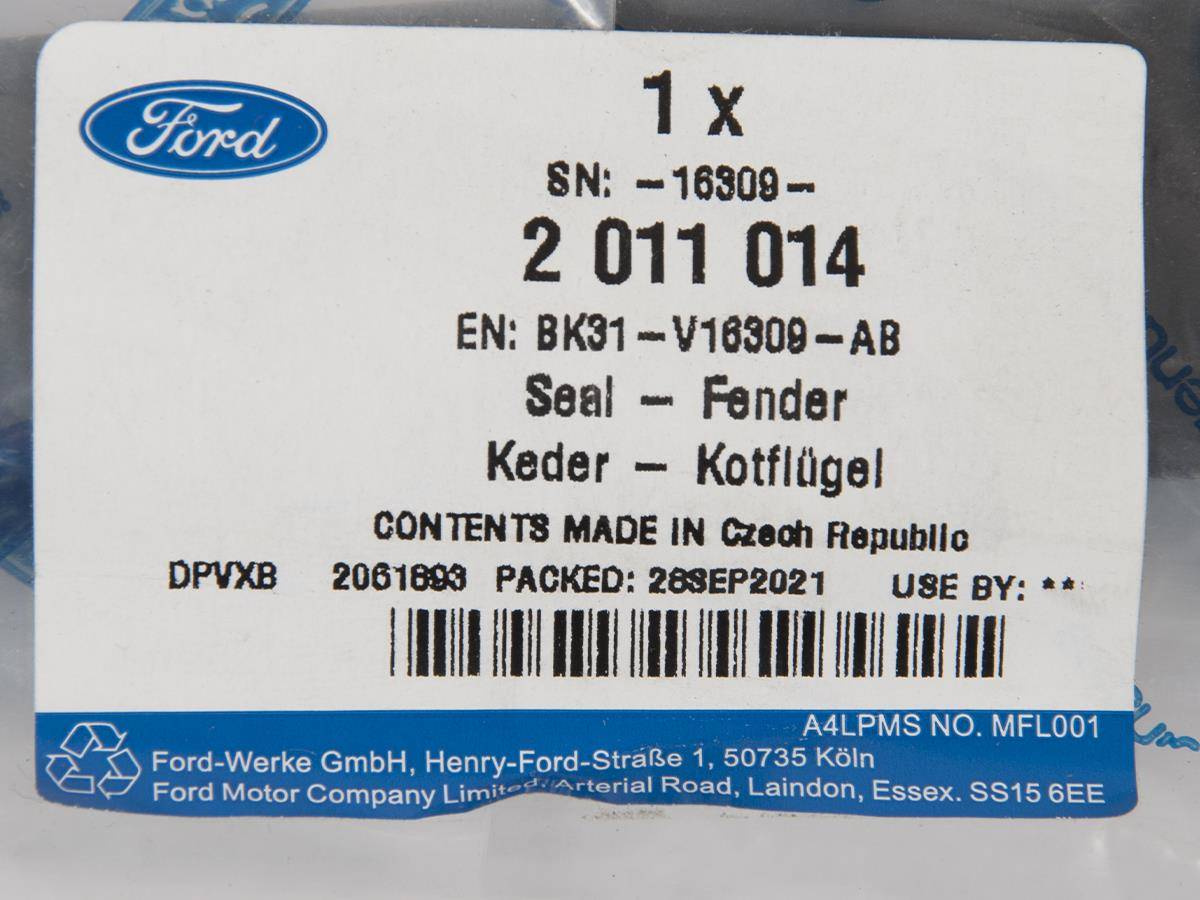 Ford
1 x
SN: -16309-
2 011 014
EN: BK31-V16309-AB
Seal - Fender
Keder - Kotflügel
CONTENTS MADE IN Czech Republic
DPVXB 2061693 PACKED: 28SEP2021 USE BY: **
A4LPMS NO. MFL001
Ford-Werke GmbH, Henry-Ford-Straße 1, 50735 Köln
Ford Motor Company Limited. Arterial Road, Laindon, Essex. SS15 6EE